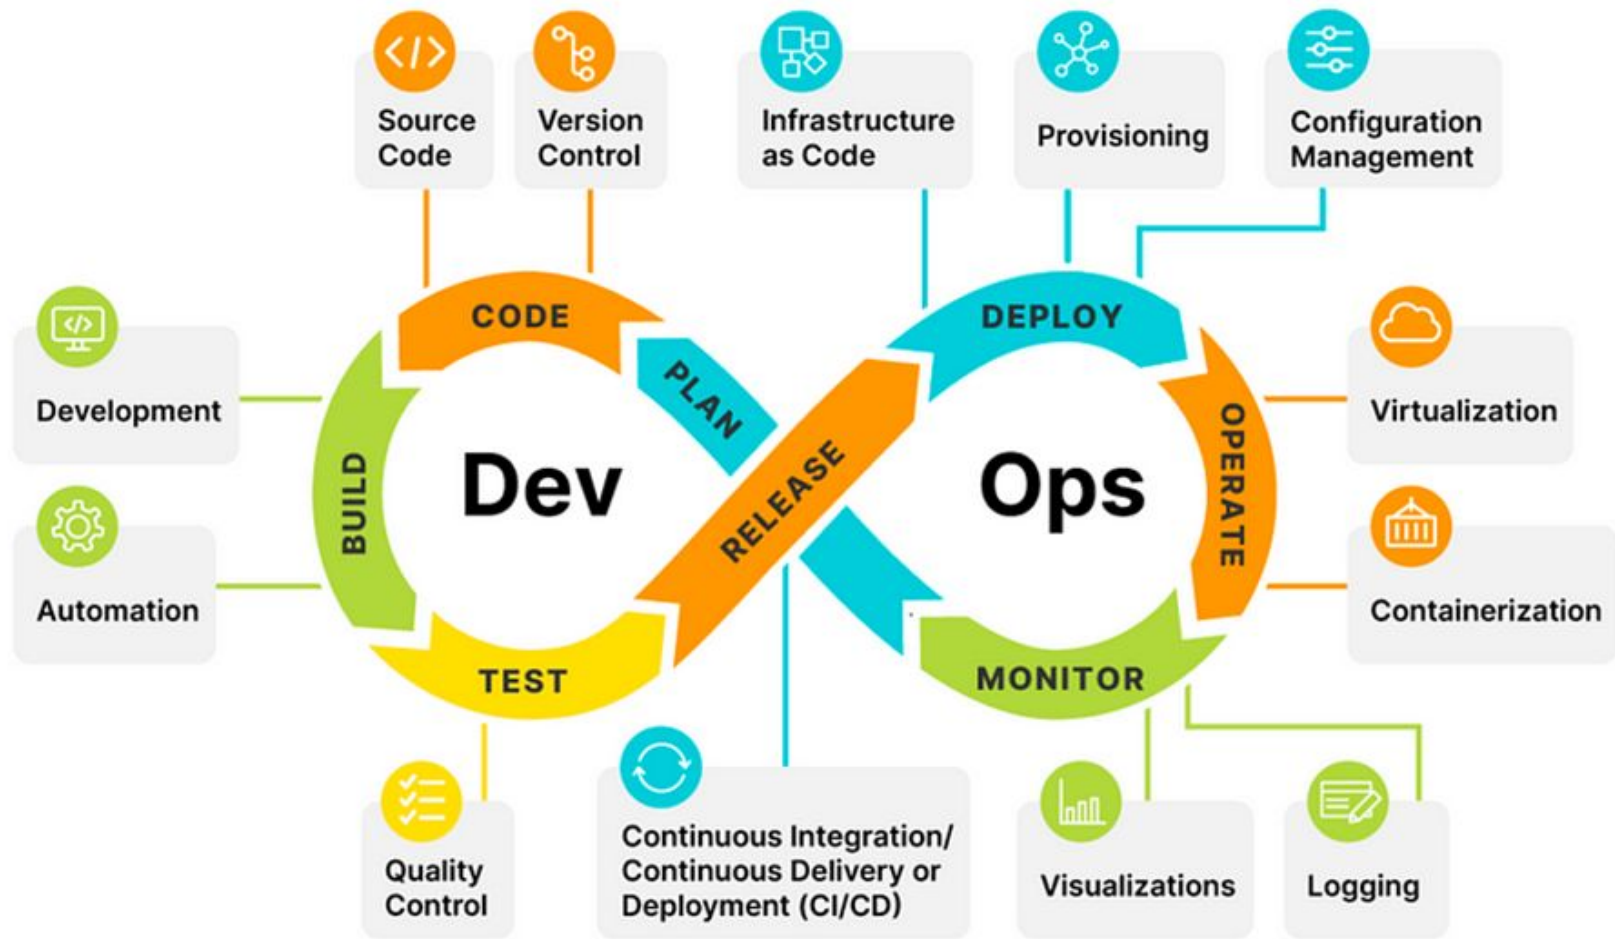 </>
Source
Code
Version
Control
Infrastructure
as Code
Provisioning
Configuration
Management
CODE
DEPLOY
</>
Development
PLAN
Virtualization
OPERATE
BUILD
Dev
RELEASE
Ops
Automation
Containerization
TEST
MONITOR
Quality
Control
Continuous Integration/
Continuous Delivery or
Deployment (CI/CD)
Visualizations
Logging